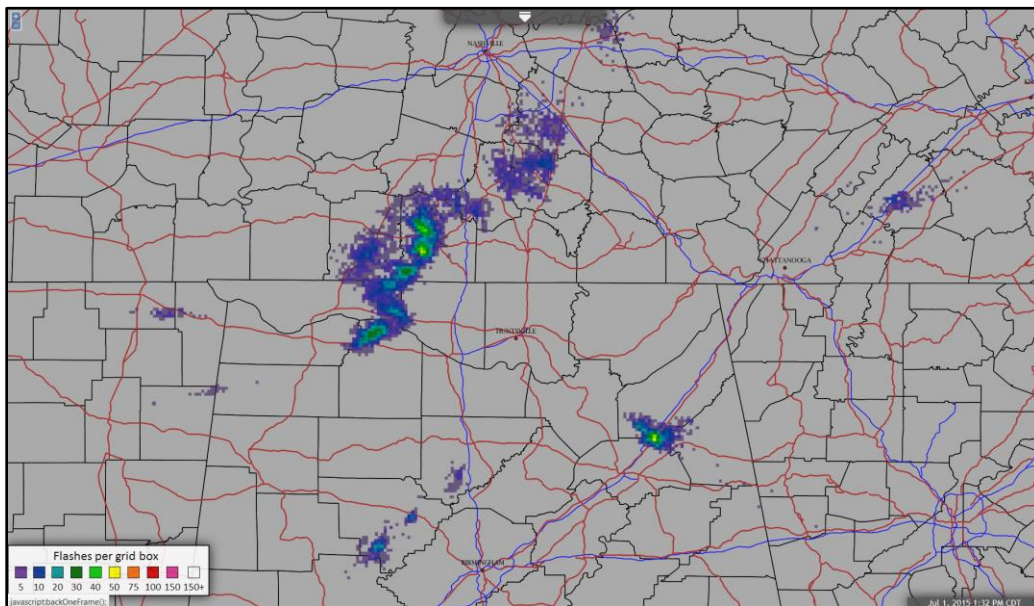 NASHVILLE
CHATTANOOGA
HUNTSVILLE
BIRMINGHAM
Flashes per grid box
5 10 20 30 40 50 75 100 150 150+
javascript:backOneFrame();
Jul 1, 2015 1:32 PM CDT